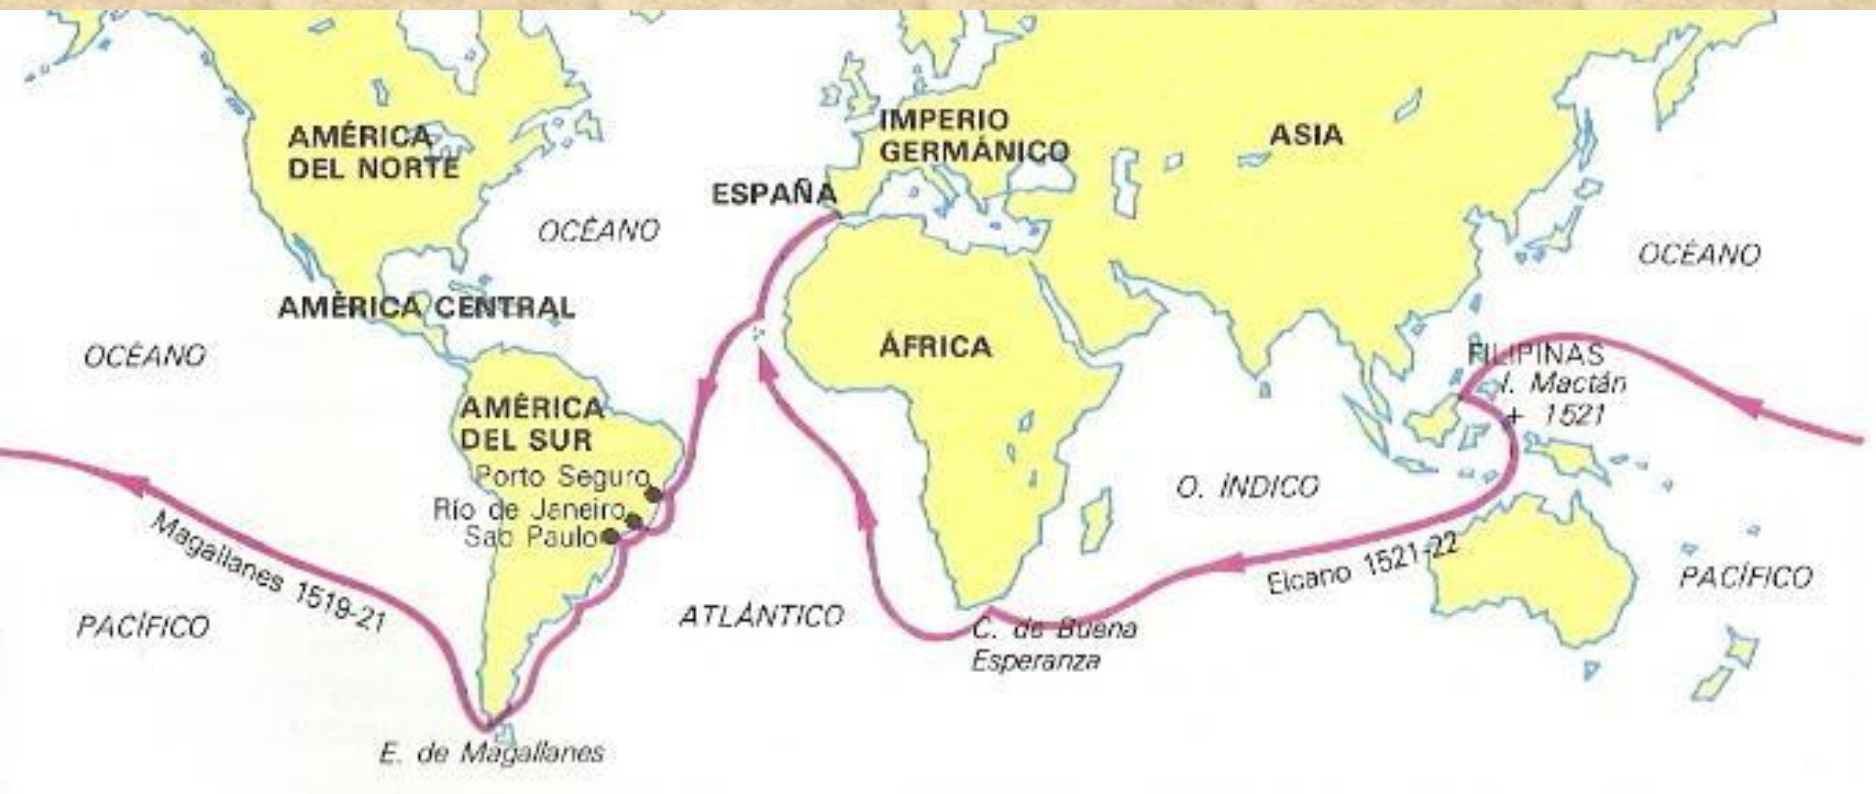 AMÉRICA
DEL NORTE
IMPERIO
GERMÁNICO
ASIA
ESPAÑA
OCÉANO
OCÉANO
AMÉRICA CENTRAL
OCÉANO
ÁFRICA
FILIPINAS
I. Mactán
+ 1521
AMÉRICA
DEL SUR
Porto Seguro
Río de Janeiro
Sao Paulo
O. ÍNDICO
Magallanes 1519-21
Elcano 1521-22
PACÍFICO
ATLÁNTICO
PACÍFICO
C. de Buena
Esperanza
E. de Magallanes